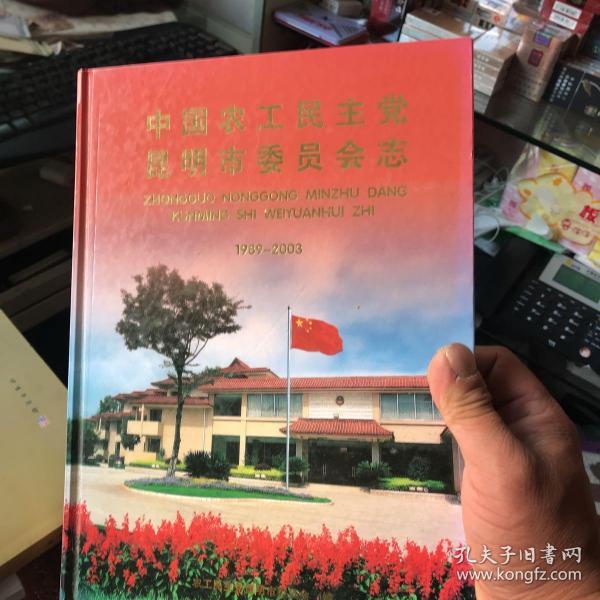 中国农工民主党
昆明市委员会志
ZHONGGUO NONGGONG MINZHU DANG
KUNMING SHI WEIYUANHUI ZHI
1989-2003
孔夫子旧书网
www.kongfz.com